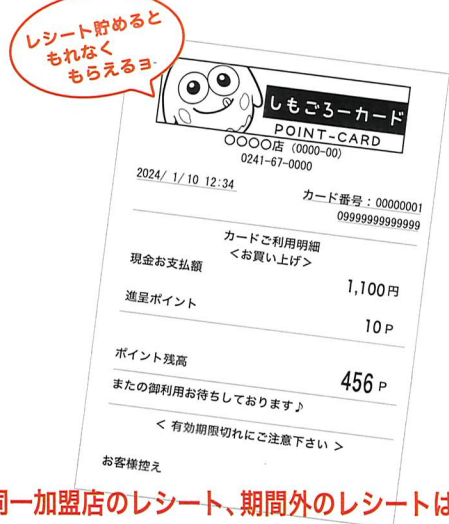 レシート貯めると
もれなく
もらえるヨ
しもごろーカード
POINT-CARD
〇〇〇〇店 (0000-00)
0241-67-0000
2024/ 1/10 12:34
カード番号:00000001
09999999999999
カードご利用明細
<お買い上げ>
現金お支払額 1,100円
進呈ポイント 10P
ポイント残高 456 P
またの御利用お待ちしております♪
< 有効期限切れにご注意下さい >
お客様控え
同一加盟店のレシート、期間外のレシートは